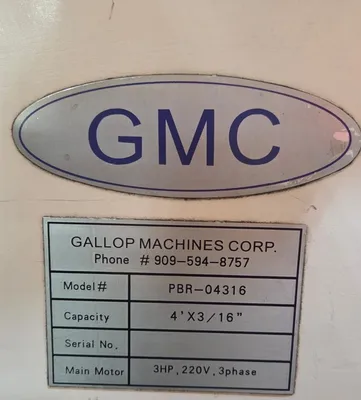 GMC
GALLOP MACHINES CORP.
Phone # 909-594-8757
Model# PBR-04316
Capacity 4'X3/16"
Serial No.
Main Motor 3HP, 220V, 3phase